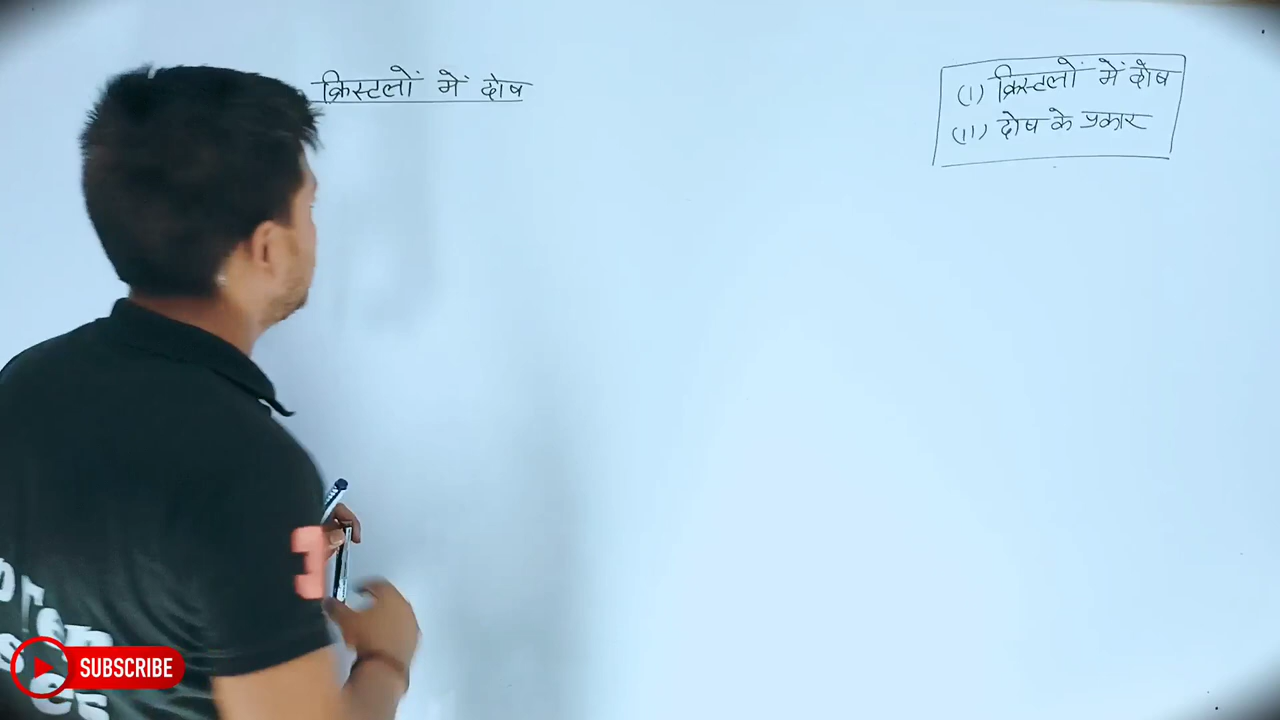 क्रिस्टलों में दोष
(I) क्रिस्टलों में दोष
(II) दोष के प्रकार
SUBSCRIBE